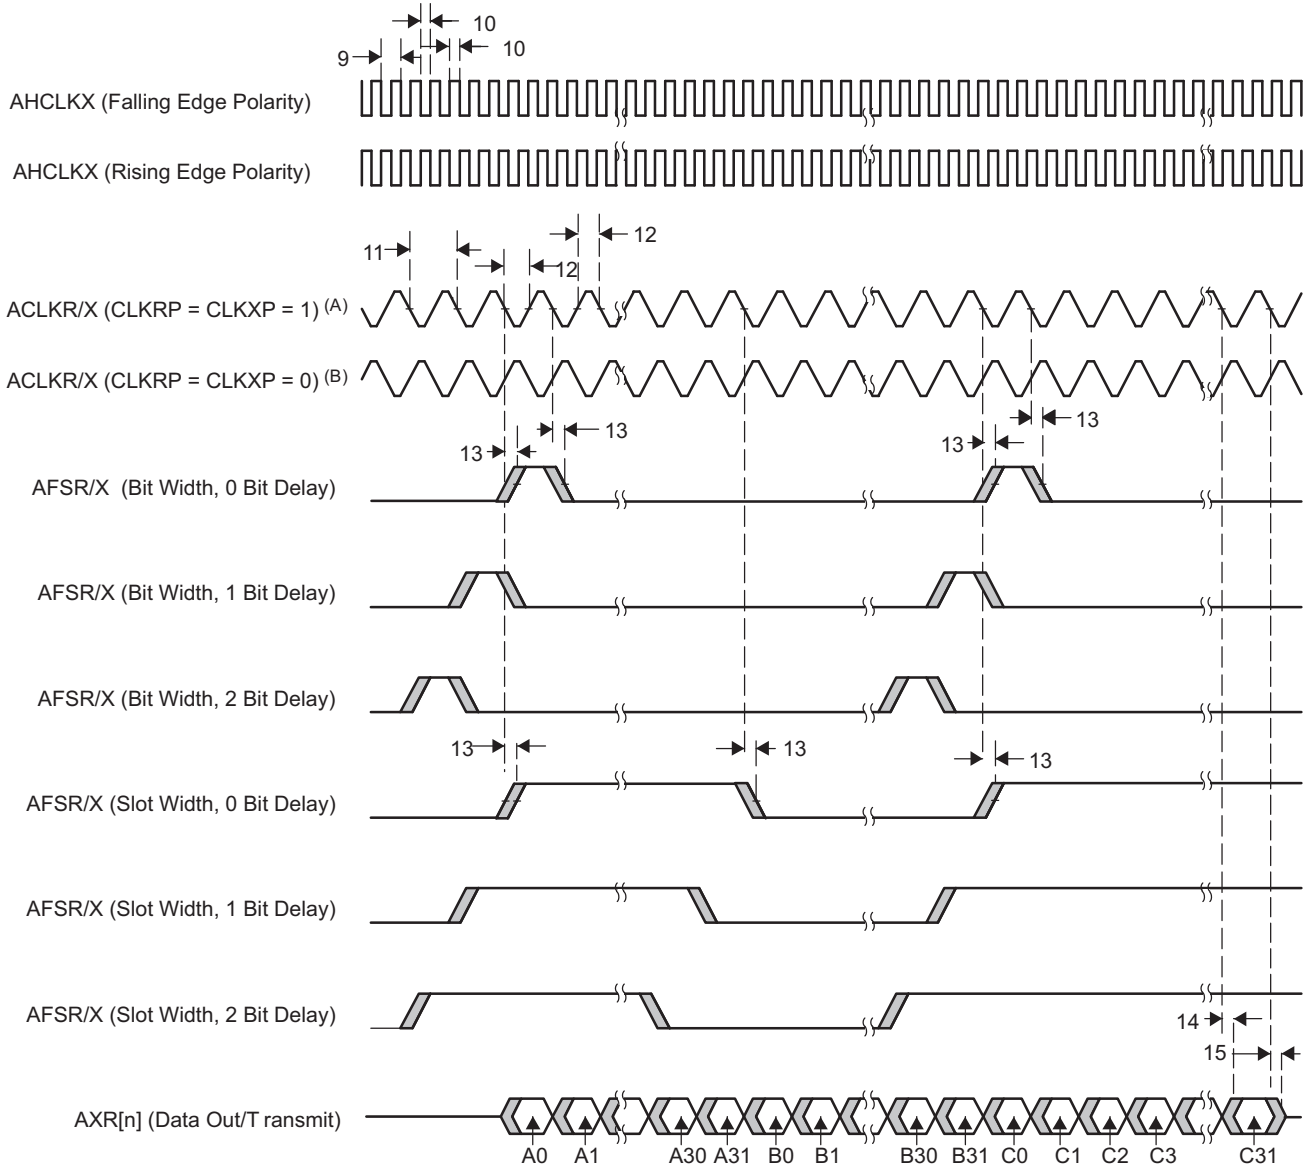 10
10
9
AHCLKX (Falling Edge Polarity)
AHCLKX (Rising Edge Polarity)
12
11
12
ACLKR/X (CLKRP = CLKXP = 1) (A)
ACLKR/X (CLKRP = CLKXP = 0) (B)
13
13
13
13
AFSR/X (Bit Width, 0 Bit Delay)
AFSR/X (Bit Width, 1 Bit Delay)
AFSR/X (Bit Width, 2 Bit Delay)
13
13
13
AFSR/X (Slot Width, 0 Bit Delay)
AFSR/X (Slot Width, 1 Bit Delay)
AFSR/X (Slot Width, 2 Bit Delay)
14
15
AXR[n] (Data Out/T ransmit)
A0 A1 A30 A31 B0 B1 B30 B31 C0 C1 C2 C3 C31